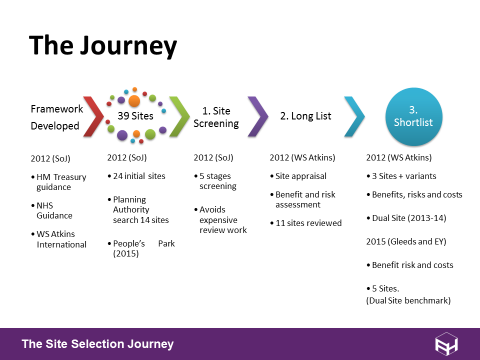 The Journey
Framework
Developed
39 Sites
1. Site
Screening
2. Long List
3.
Shortlist
2012 (SoJ)
• HM Treasury
guidance
• NHS
Guidance
• WS Atkins
International
2012 (SoJ)
• 24 initial sites
• Planning
Authority
search 14 sites
• People's Park
(2015)
2012 (SoJ)
• 5 stages
screening
• Avoids
expensive
review work
2012 (WS Atkins)
• Site appraisal
• Benefit and risk
assessment
• 11 sites reviewed
2012 (WS Atkins)
• 3 Sites + variants
• Benefits, risks and costs
• Dual Site (2013-14)
2015 (Gleeds and EY)
• Benefit risk and costs
• 5 Sites.
(Dual Site benchmark)
The Site Selection Journey